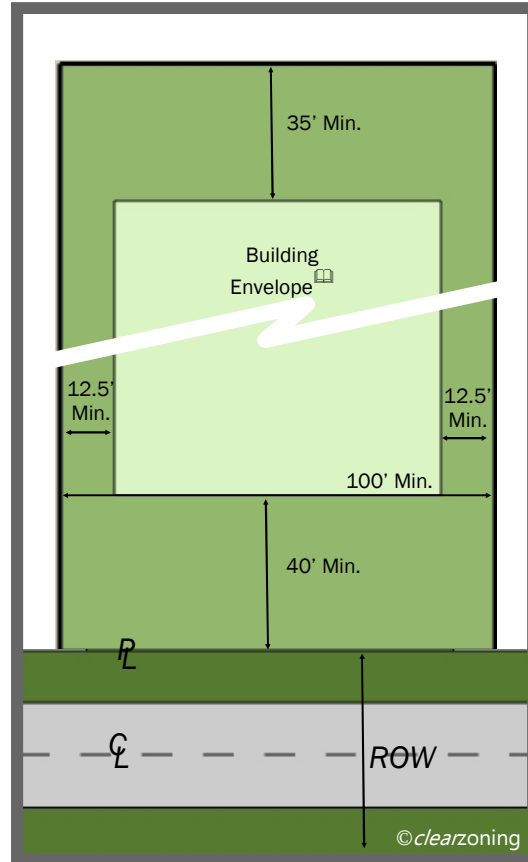 35’ Min.
Building
Envelope
12.5’
Min.
12.5’
Min.
100’ Min.
40’ Min.
PL
CL
ROW
©clearzoning